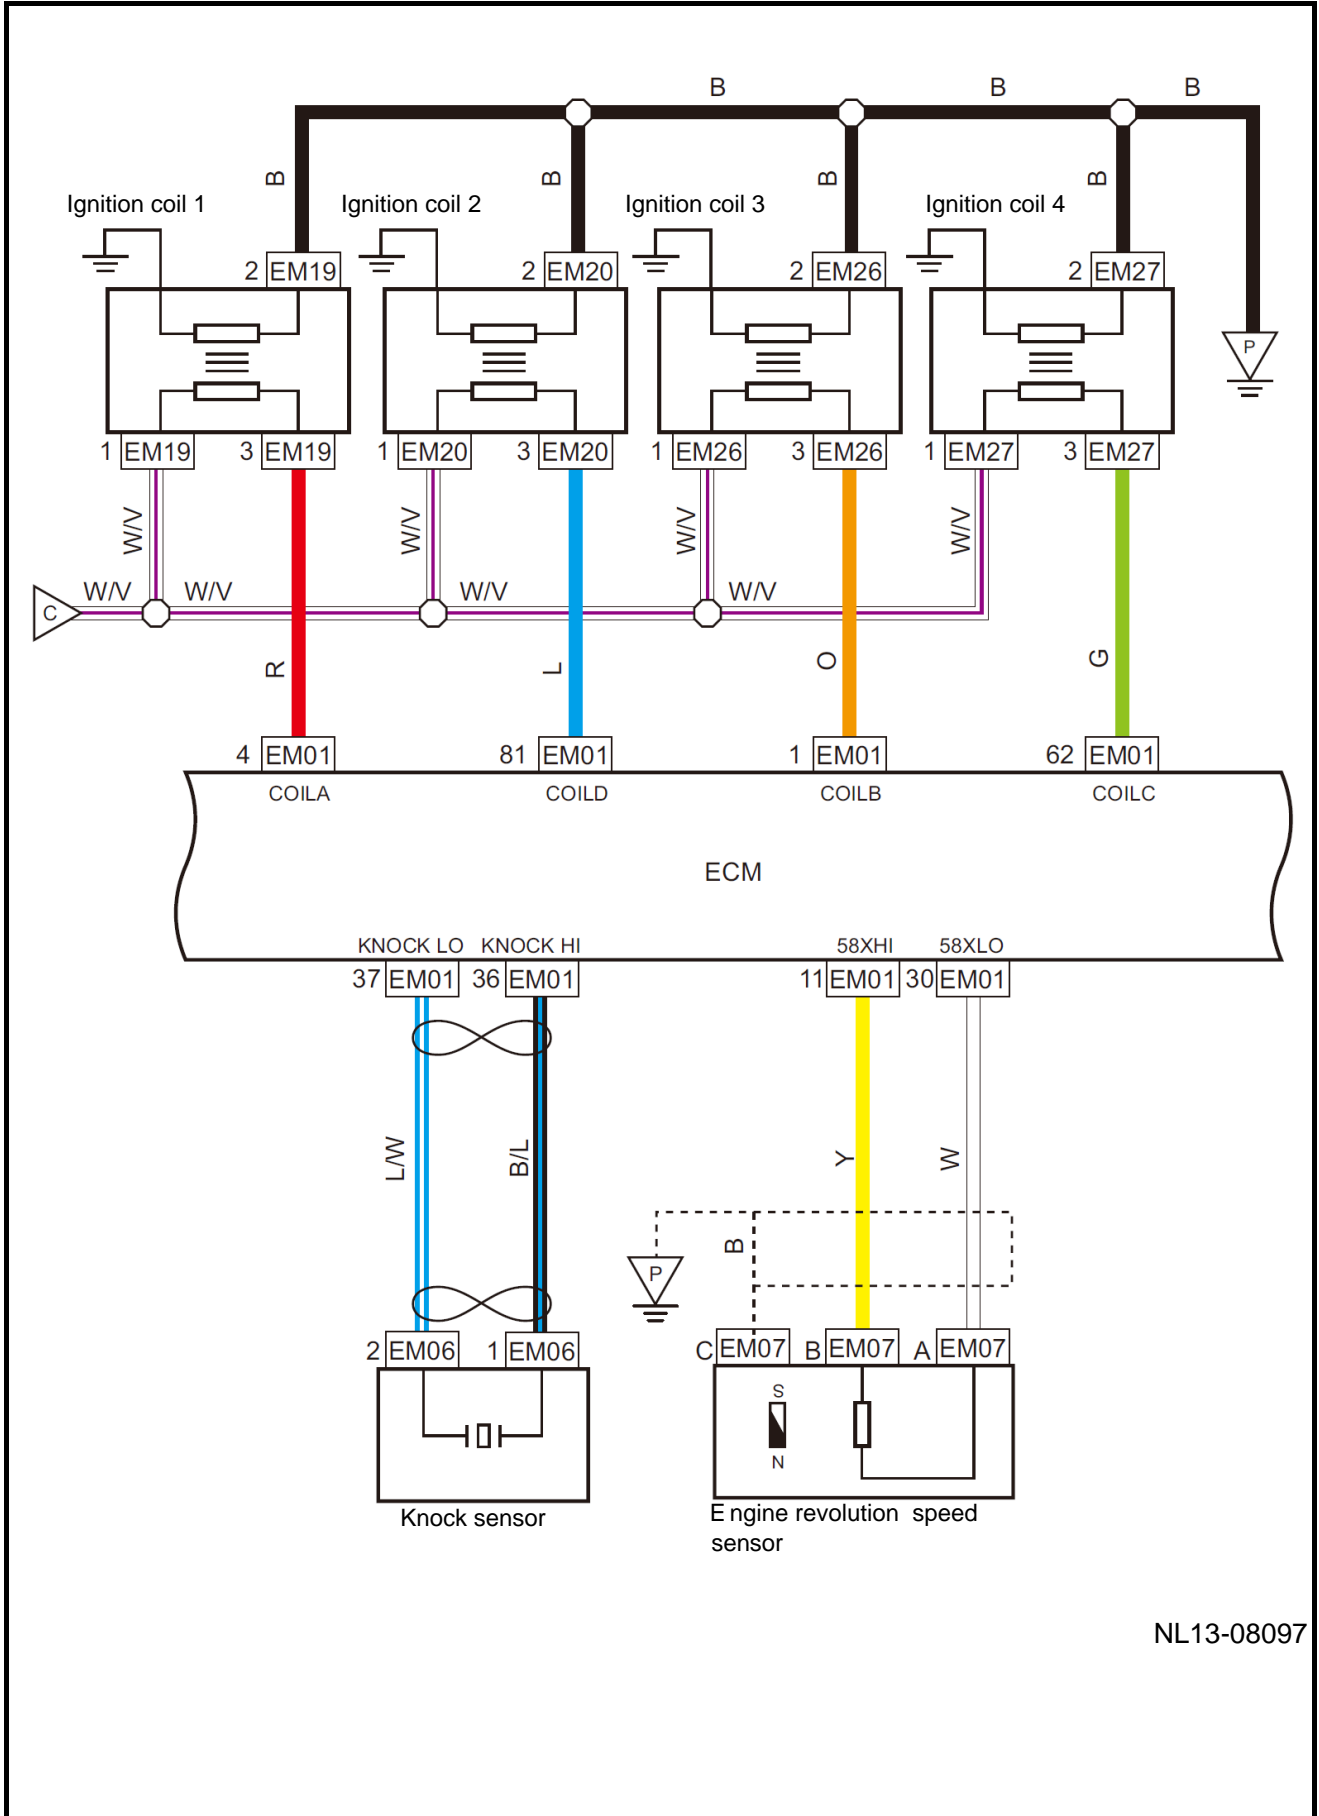 B B B
B B B B
Ignition coil 1 Ignition coil 2 Ignition coil 3 Ignition coil 4
2 EM19 2 EM20 2 EM26 2 EM27
P
1 EM19 3 EM19 1 EM20 3 EM20 1 EM26 3 EM26 1 EM27 3 EM27
W/V W/V W/V W/V
C W/V W/V W/V W/V
R L O G
4 EM01 81 EM01 1 EM01 62 EM01
COILA COILD COILB COILC
ECM
KNOCK LO KNOCK HI 58XHI 58XLO
37 EM01 36 EM01 11 EM01 30 EM01
L/W B/L Y W
B
P
2 EM06 1 EM06 C EM07 B EM07 A EM07
S
N
Knock sensor
E ngine revolution speed
sensor
NL13-08097